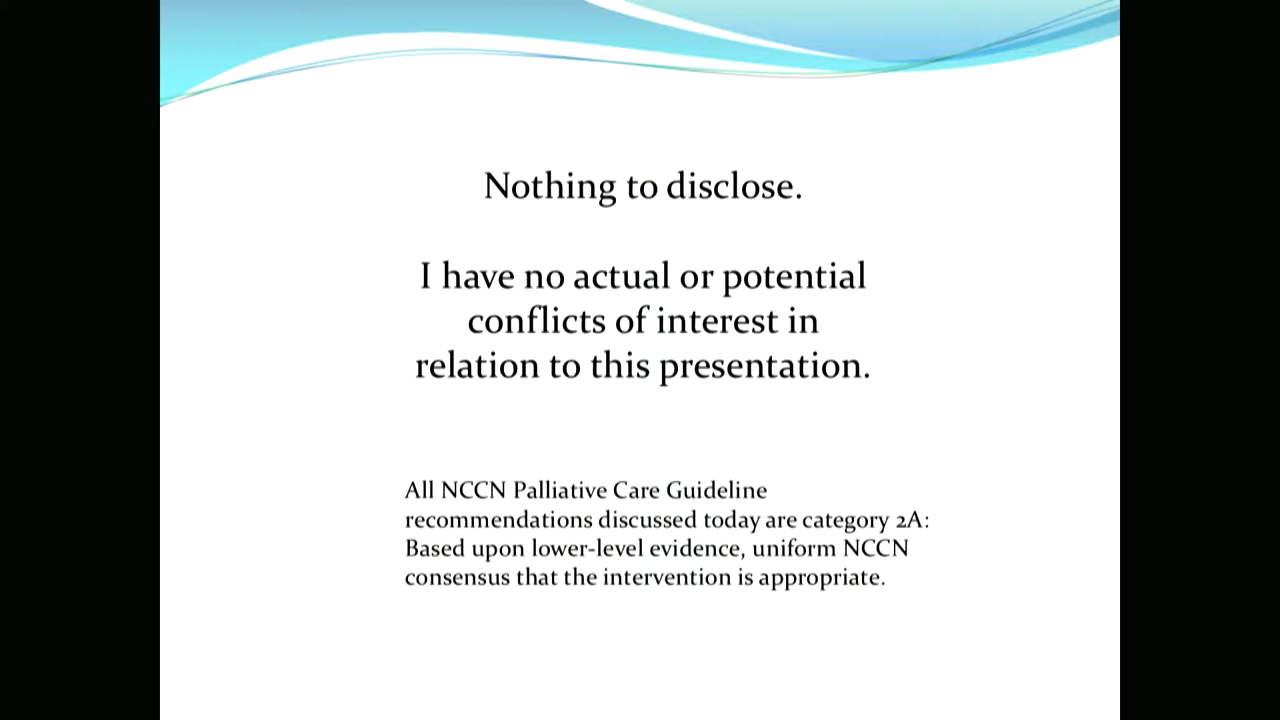 Nothing to disclose.
I have no actual or potential
conflicts of interest in
relation to this presentation.
All NCCN Palliative Care Guideline
recommendations discussed today are category 2A:
Based upon lower-level evidence, uniform NCCN
consensus that the intervention is appropriate.